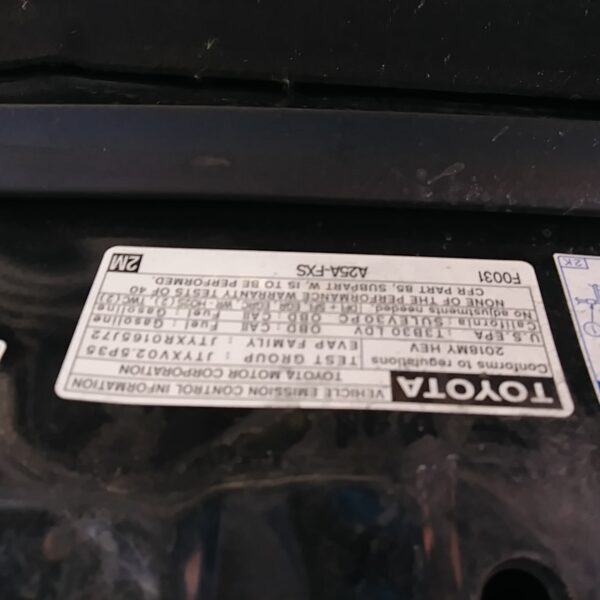 TOYOTA
VEHICLE EMISSION CONTROL INFORMATION
TOYOTA MOTOR CORPORATION
Conforms to regulations
2018MY HEV
TEST GROUP : JTYXV02.5P35
EVAP FAMILY : JTYXR0165J72
U.S.EPA : LT3B30 LDV OBD : CAII Fuel : Gasoline
California : SULEV30 PC OBD : CAII Fuel : Gasoline
No adjustments needed.
NONE OF THE PERFORMANCE WARRANTY TESTS OF 40
CFR PART 85, SUBPART W, IS TO BE PERFORMED.
F0031 A25A-FXS 2M
2K